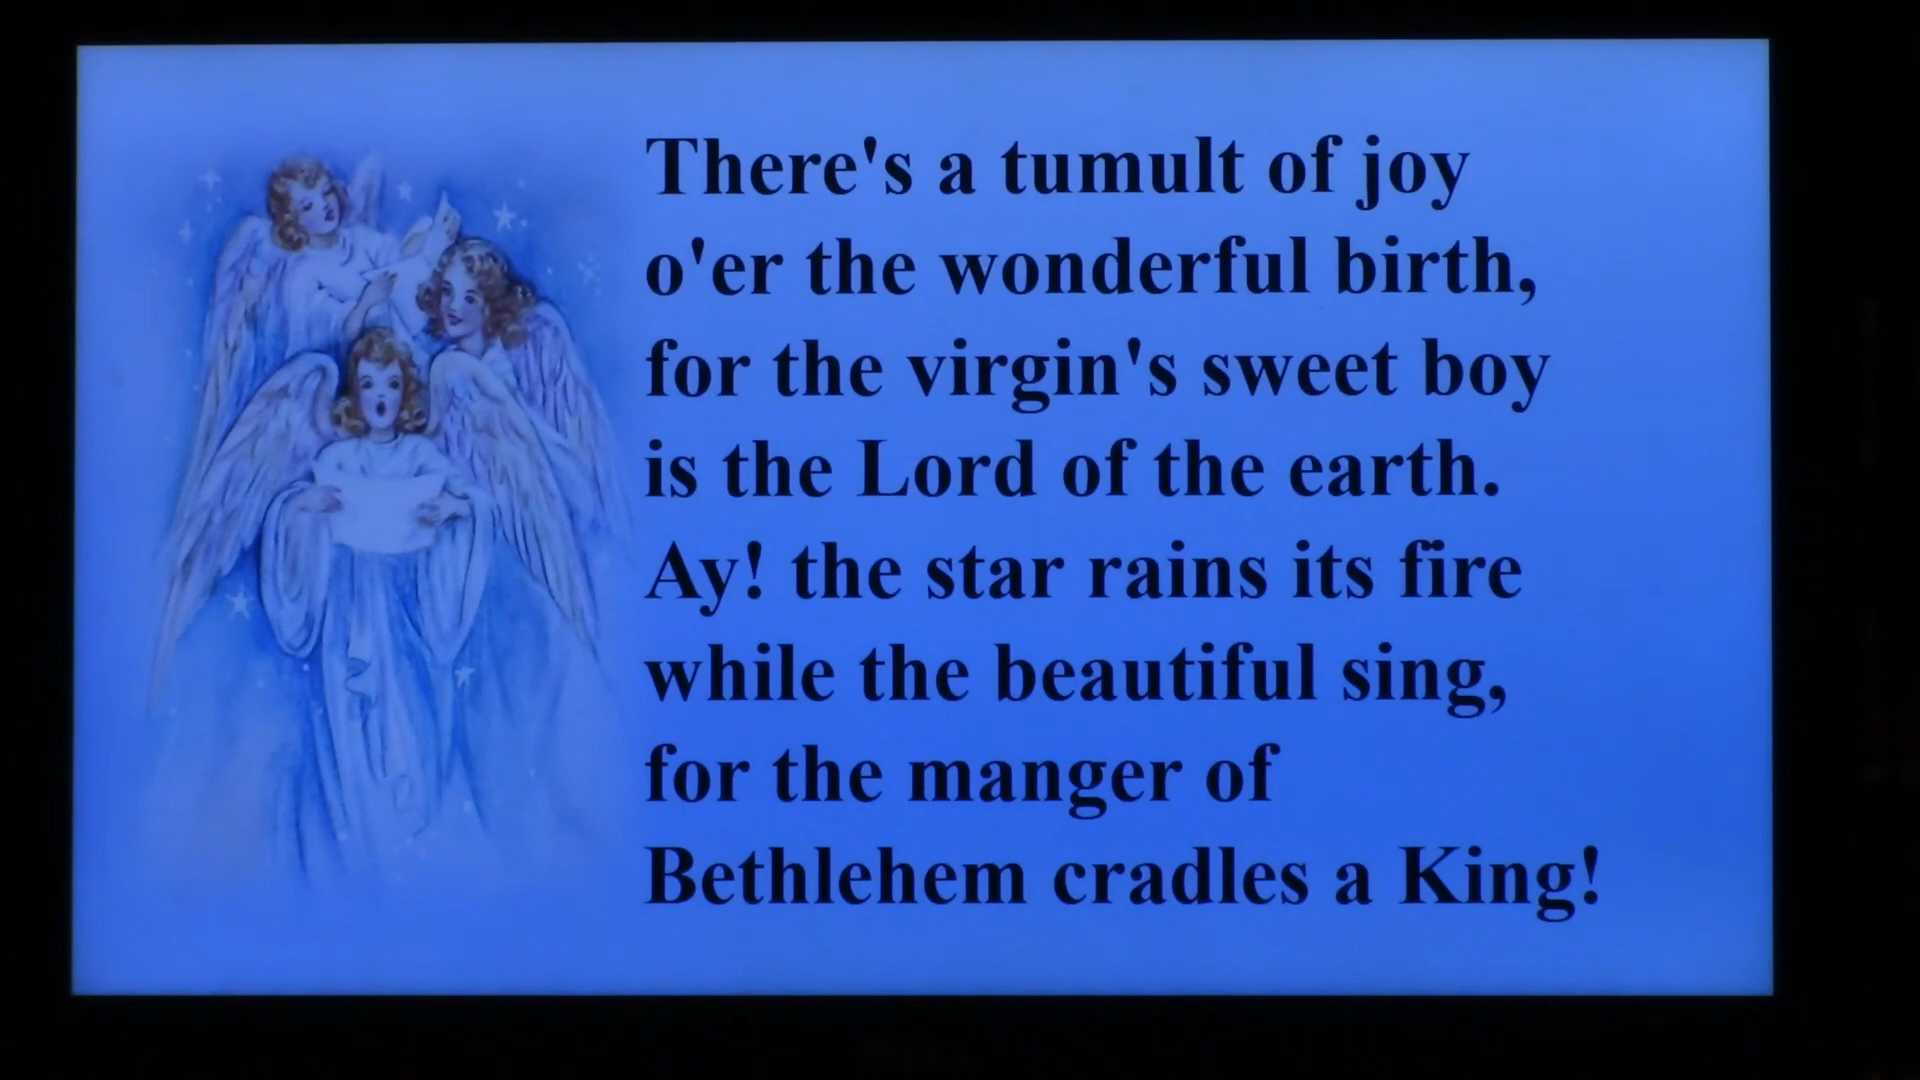 There's a tumult of joy
o'er the wonderful birth,
for the virgin's sweet boy
is the Lord of the earth.
Ay! the star rains its fire
while the beautiful sing,
for the manger of
Bethlehem cradles a King!